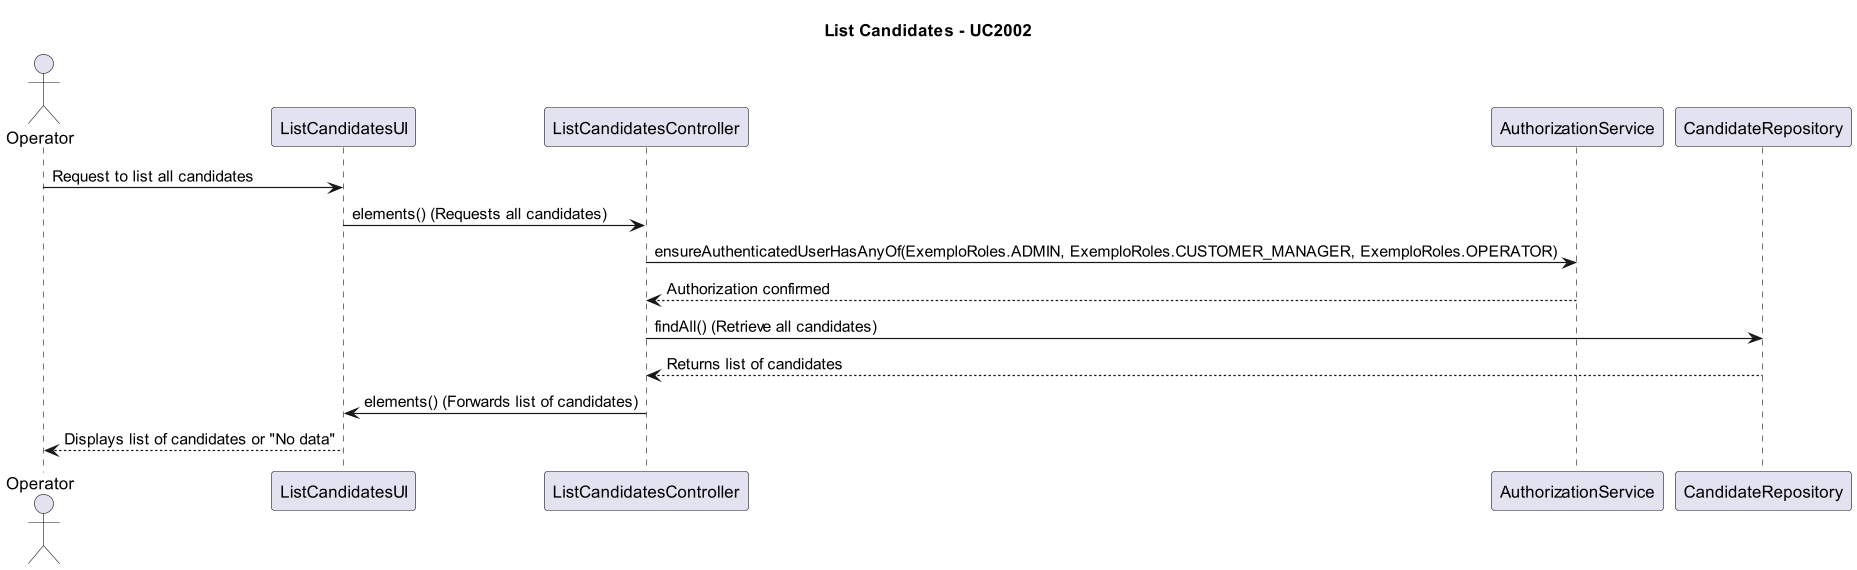 List Candidates - UC2002
Operator
ListCandidatesUI
ListCandidatesController
AuthorizationService
CandidateRepository
Request to list all candidates
elements() (Requests all candidates)
ensureAuthenticatedUserHasAnyOf(ExemploRoles.ADMIN, ExemploRoles.CUSTOMER_MANAGER, ExemploRoles.OPERATOR)
Authorization confirmed
findAll() (Retrieve all candidates)
Returns list of candidates
elements() (Forwards list of candidates)
Displays list of candidates or "No data"
Operator
ListCandidatesUI
ListCandidatesController
AuthorizationService
CandidateRepository